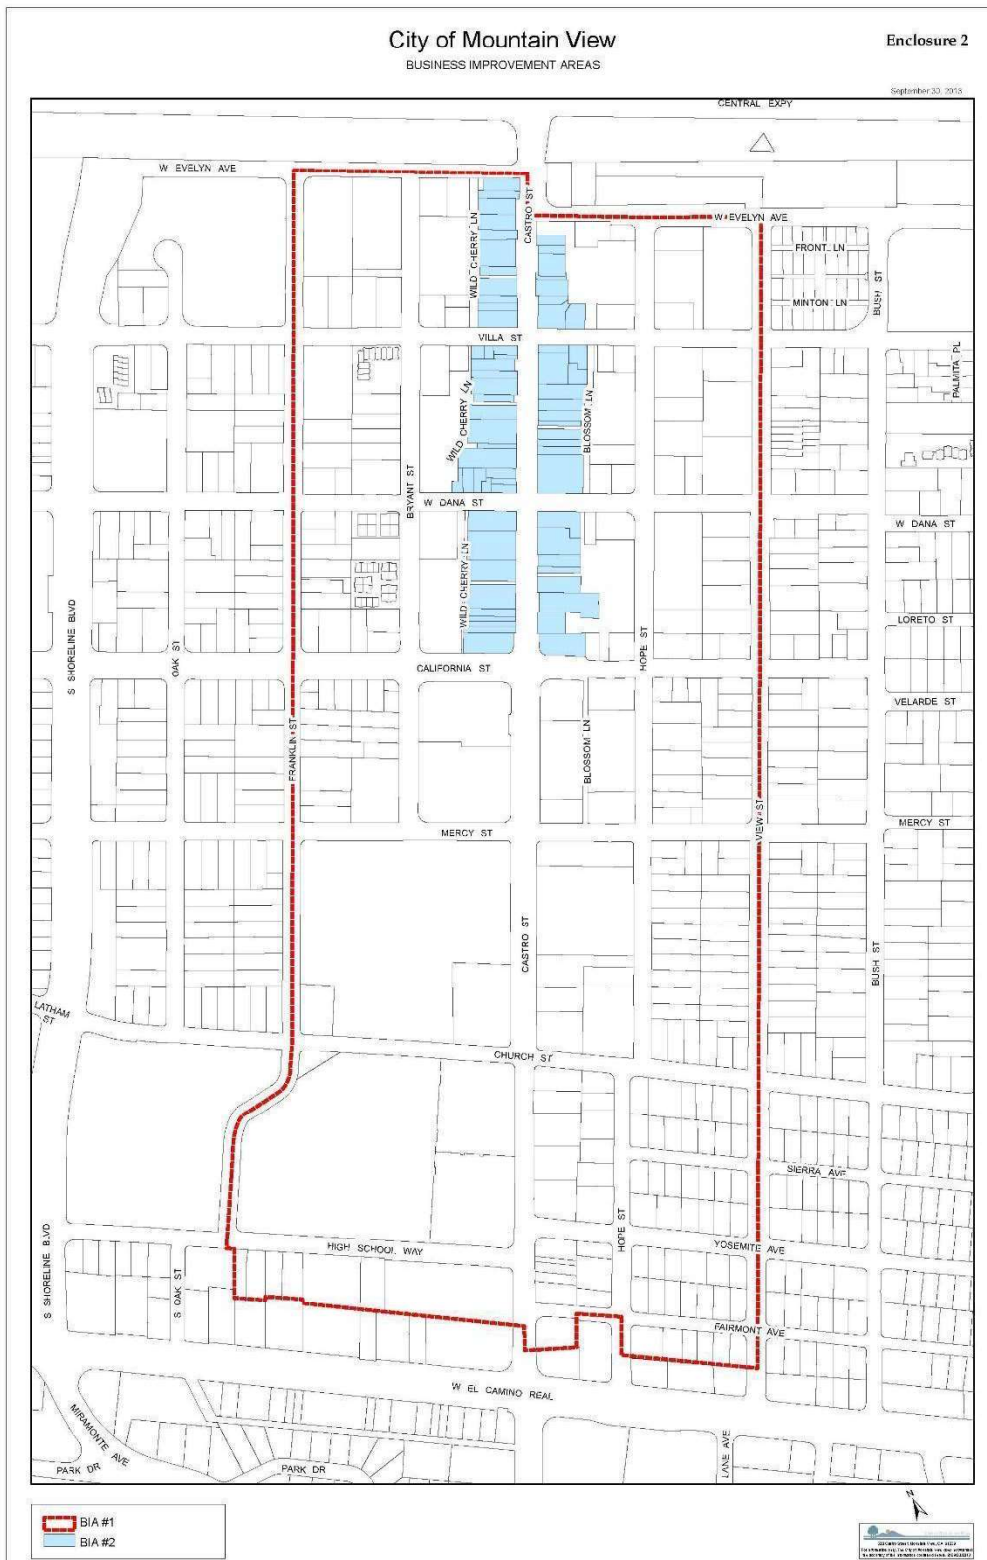 City of Mountain View
Enclosure 2
BUSINESS IMPROVEMENT AREAS
September 30, 2013
CENTRAL EXPY
W EVELYN AVE
CASTRO ST
W EVELYN AVE
WILD CHERRY LN
FRONT LN
BUSH ST
MINTON LN
VILLA ST
PALMITA PL
WILD CHERRY LN
BLOSSOM LN
BRYANT ST
W DANA ST
W DANA ST
WILD CHERRY LN
LORETO ST
S SHORELINE BLVD
OAK ST
HOPE ST
CALIFORNIA ST
VELARDE ST
FRANKLIN ST
BLOSSOM LN
VIEW ST
MERCY ST
MERCY ST
CASTRO ST
BUSH ST
LATHAM ST
CHURCH ST
SIERRA AVE
HOPE ST
S SHORELINE BLVD
HIGH SCHOOL WAY
YOSEMITE AVE
S OAK ST
FAIRMONT AVE
W EL CAMINO REAL
MIRAMONTE AVE
LANE AVE
PARK DR
PARK DR
N
BIA #1
BIA #2